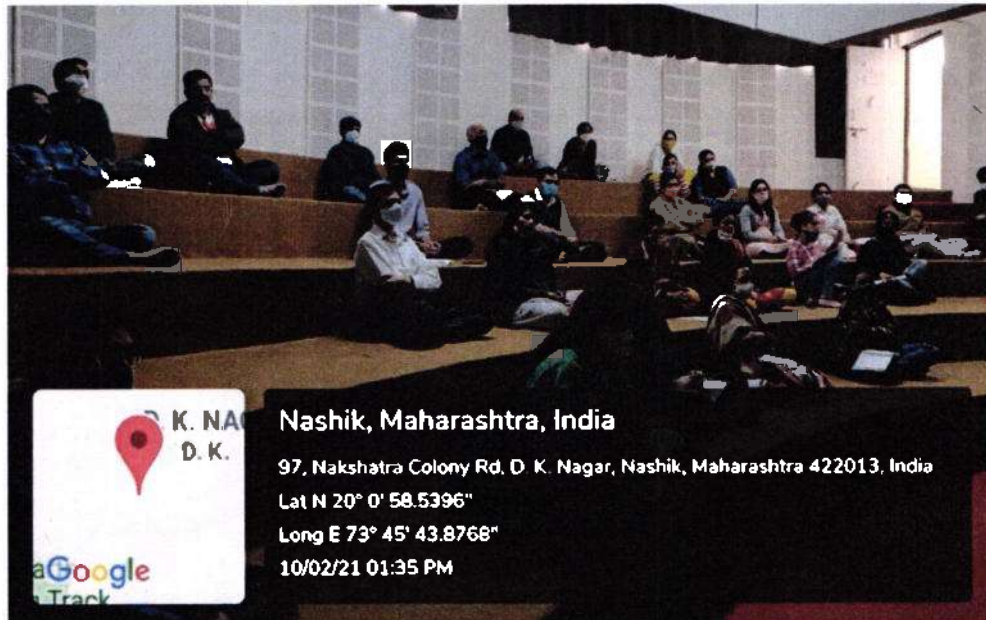 K. NA
D. K.
Nashik, Maharashtra, India
97, Nakshatra Colony Rd, D. K. Nagar, Nashik, Maharashtra 422013, India
Lat N 20° 0' 58.5396"
Long E 73° 45' 43.8768"
10/02/21 01:35 PM
Google
Track